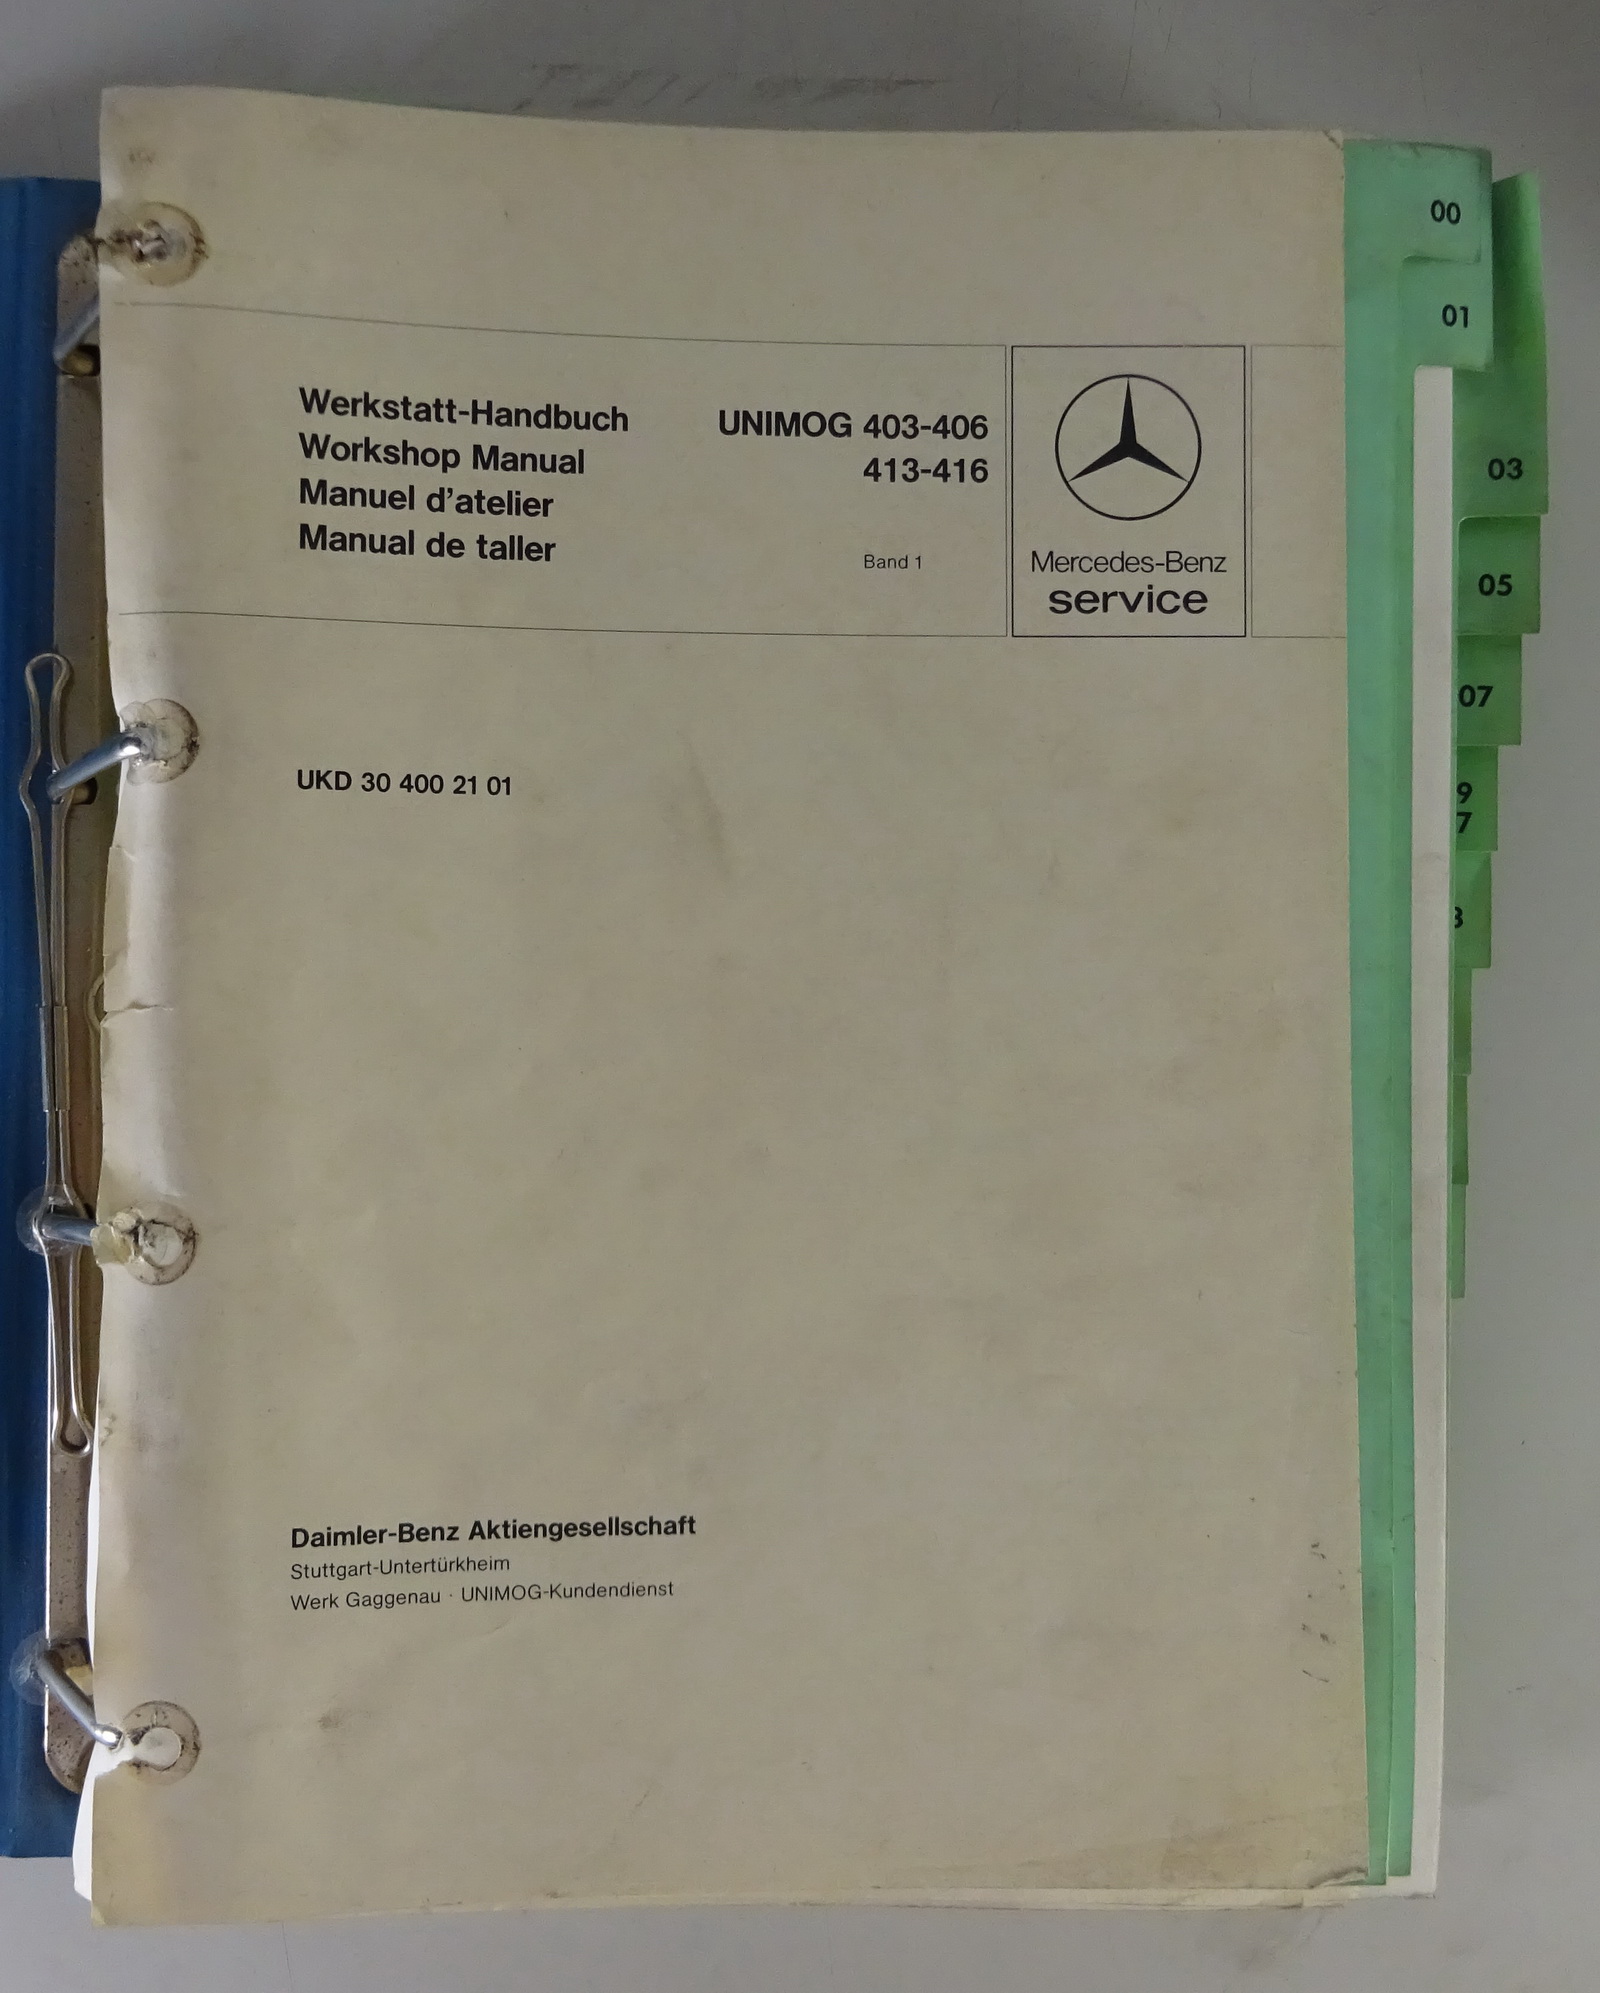 Werkstatt-Handbuch
Workshop Manual
Manuel d'atelier
Manual de taller
UNIMOG 403-406
413-416
Band 1
Mercedes-Benz
service
UKD 30 400 21 01
Daimler-Benz Aktiengesellschaft
Stuttgart-Untertürkheim
Werk Gaggenau · UNIMOG-Kundendienst
00
01
03
05
07
9
7